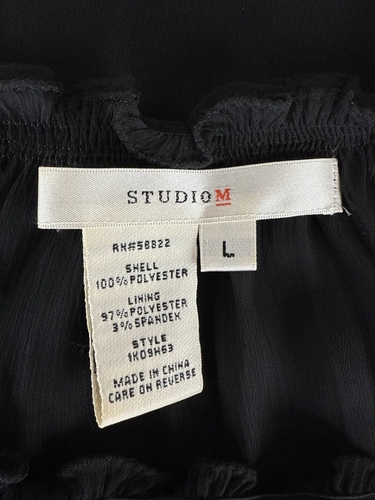 STUDIO M
L
RN#58822
SHELL
100% POLYESTER
LINING
97% POLYESTER
3% SPANDEX
STYLE
1K09H63
MADE IN CHINA
CARE ON REVERSE